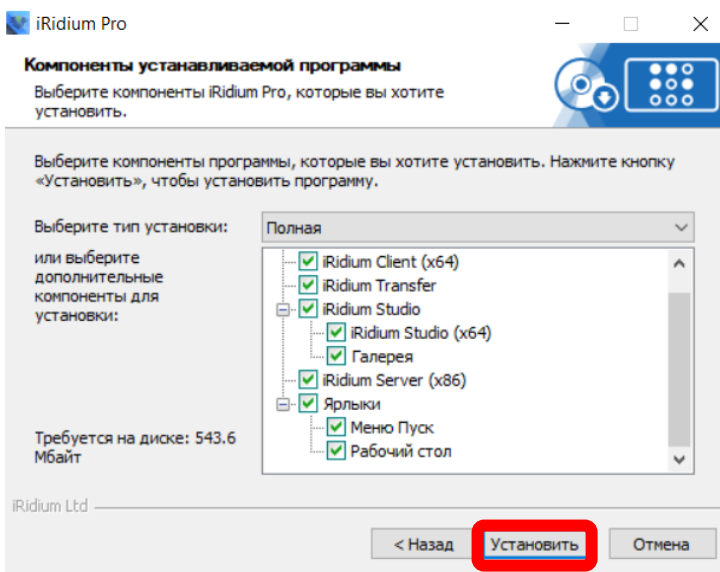 iRidium Pro
Компоненты устанавливаемой программы
Выберите компоненты iRidium Pro, которые вы хотите
установить.
Выберите компоненты программы, которые вы хотите установить. Нажмите кнопку
«Установить», чтобы установить программу.
Выберите тип установки:
Полная
или выберите
дополнительные
компоненты для
установки:
iRidium Client (x64)
iRidium Transfer
iRidium Studio
iRidium Studio (x64)
Галерея
iRidium Server (x86)
Ярлыки
Меню Пуск
Рабочий стол
Требуется на диске: 543.6
Мбайт
iRidium Ltd
< Назад
Установить
Отмена